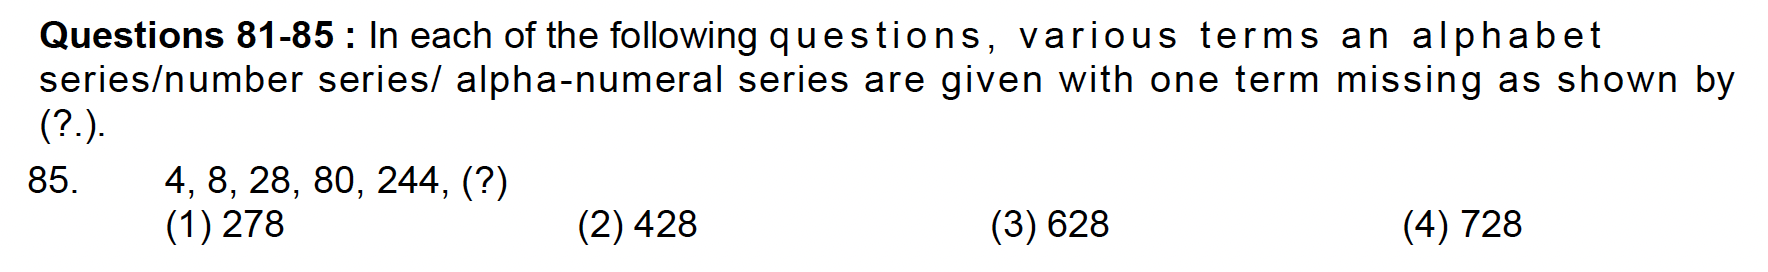 Questions 81-85 : In each of the following questions, various terms an alphabet
series/number series/ alpha-numeral series are given with one term missing as shown by
(?.).
85. 4, 8, 28, 80, 244, (?)
(1) 278 (2) 428 (3) 628 (4) 728